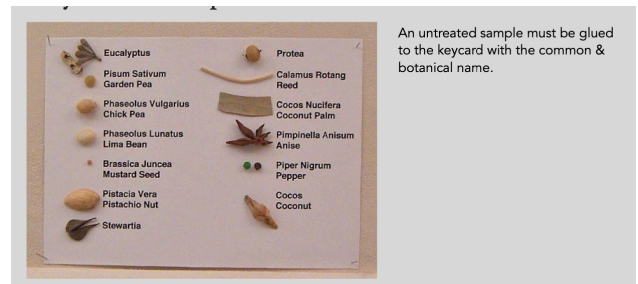 Eucalyptus
Pisum Sativum
Garden Pea
Phaseolus Vulgarius
Chick Pea
Phaseolus Lunatus
Lima Bean
Brassica Juncea
Mustard Seed
Pistacia Vera
Pistachio Nut
Stewartia
Protea
Calamus Rotang
Reed
Cocos Nucifera
Coconut Palm
Pimpinella Anisum
Anise
Piper Nigrum
Pepper
Cocos
Coconut
An untreated sample must be glued
to the keycard with the common &
botanical name.